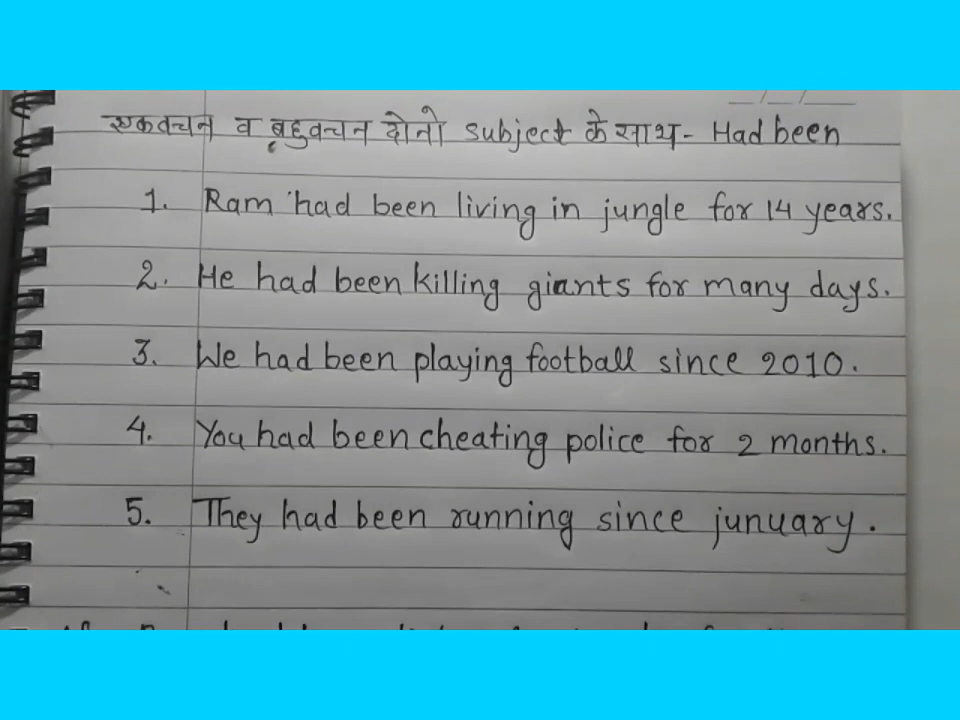 एकवचन व बहुवचन दोनो subject के साथ - Had been
1. Ram had been living in jungle for 14 years.
2. He had been killing giants for many days.
3. We had been playing football since 2010.
4. You had been cheating police for 2 months.
5. They had been running since junuary.